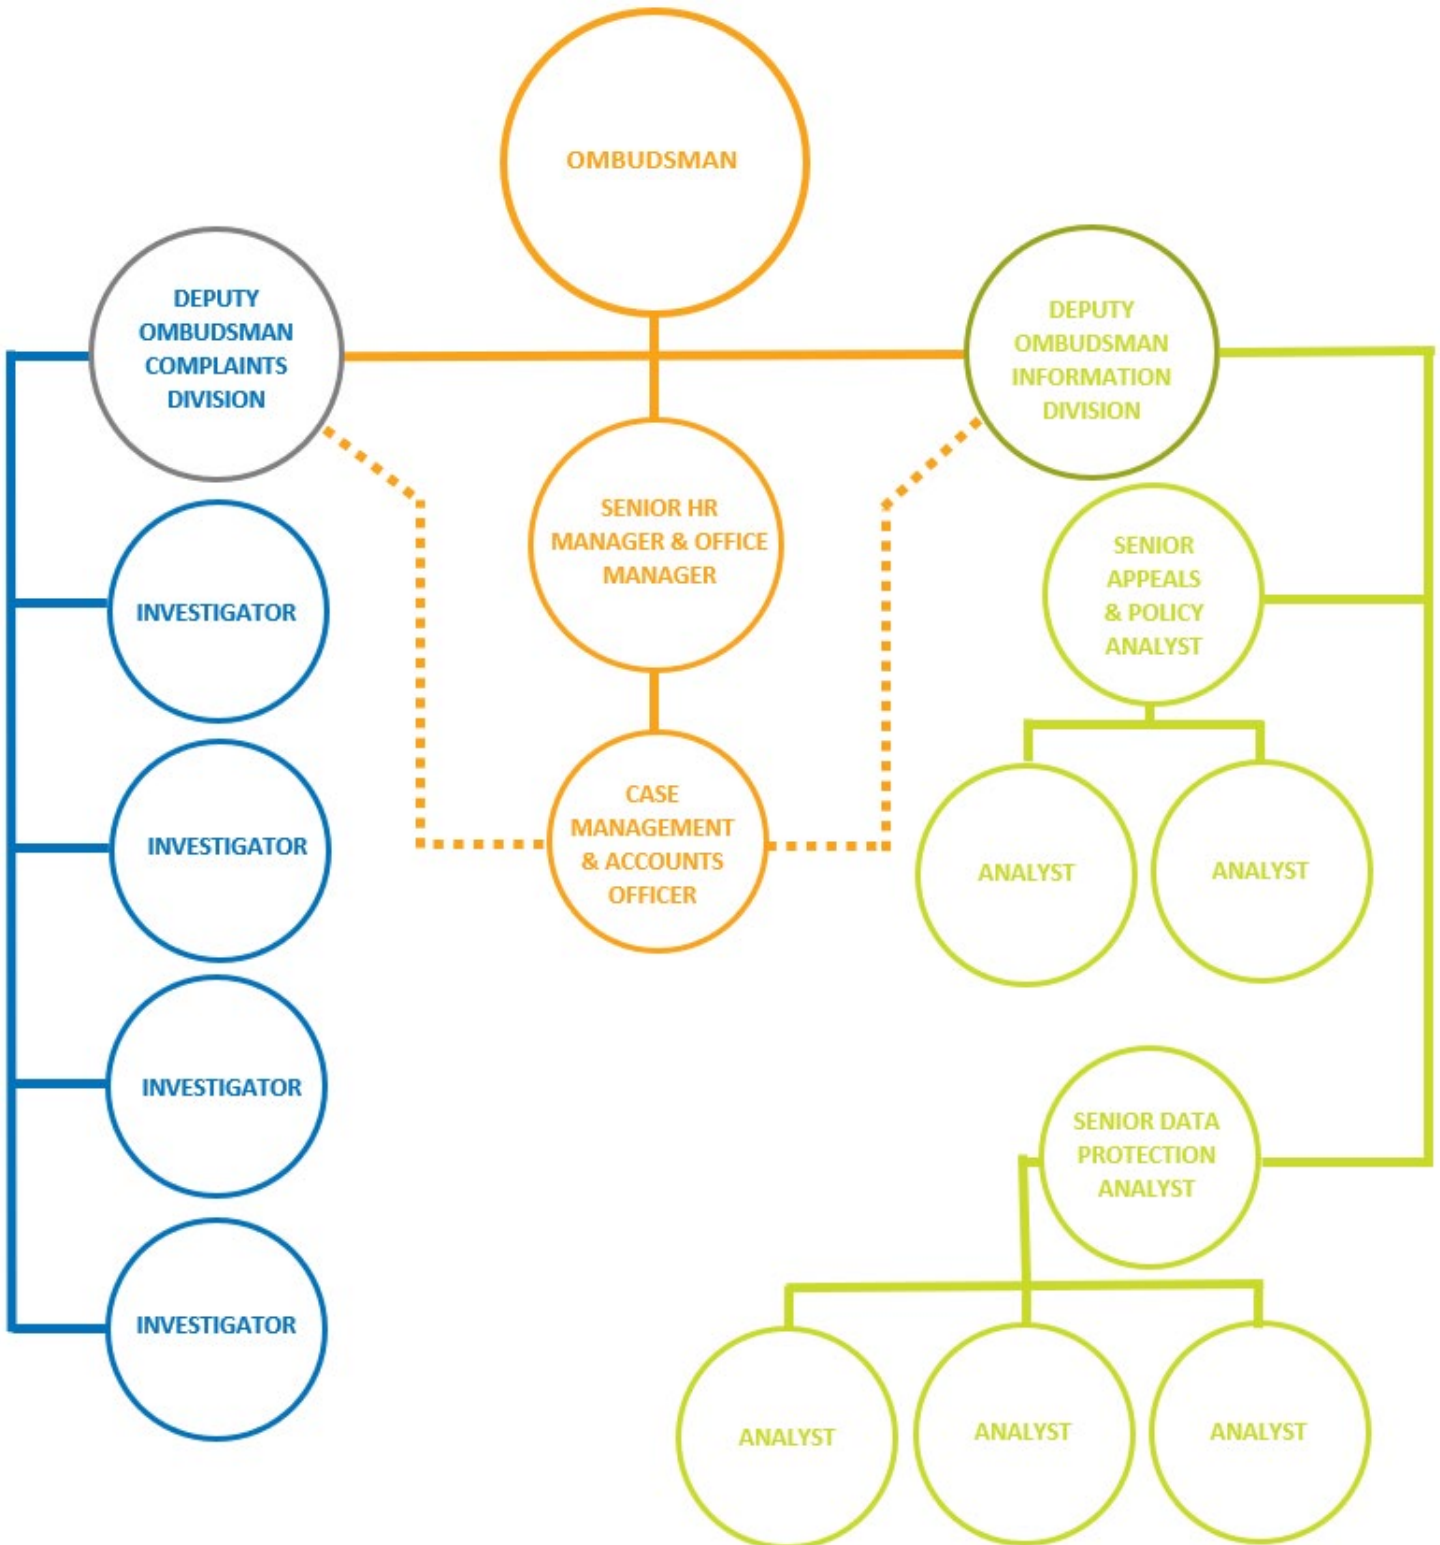 OMBUDSMAN
DEPUTY
OMBUDSMAN
COMPLAINTS
DIVISION
DEPUTY
OMBUDSMAN
INFORMATION
DIVISION
SENIOR HR
MANAGER & OFFICE
MANAGER
SENIOR
APPEALS
& POLICY
ANALYST
INVESTIGATOR
CASE
MANAGEMENT
& ACCOUNTS
OFFICER
INVESTIGATOR
ANALYST
ANALYST
INVESTIGATOR
SENIOR DATA
PROTECTION
ANALYST
INVESTIGATOR
ANALYST
ANALYST
ANALYST